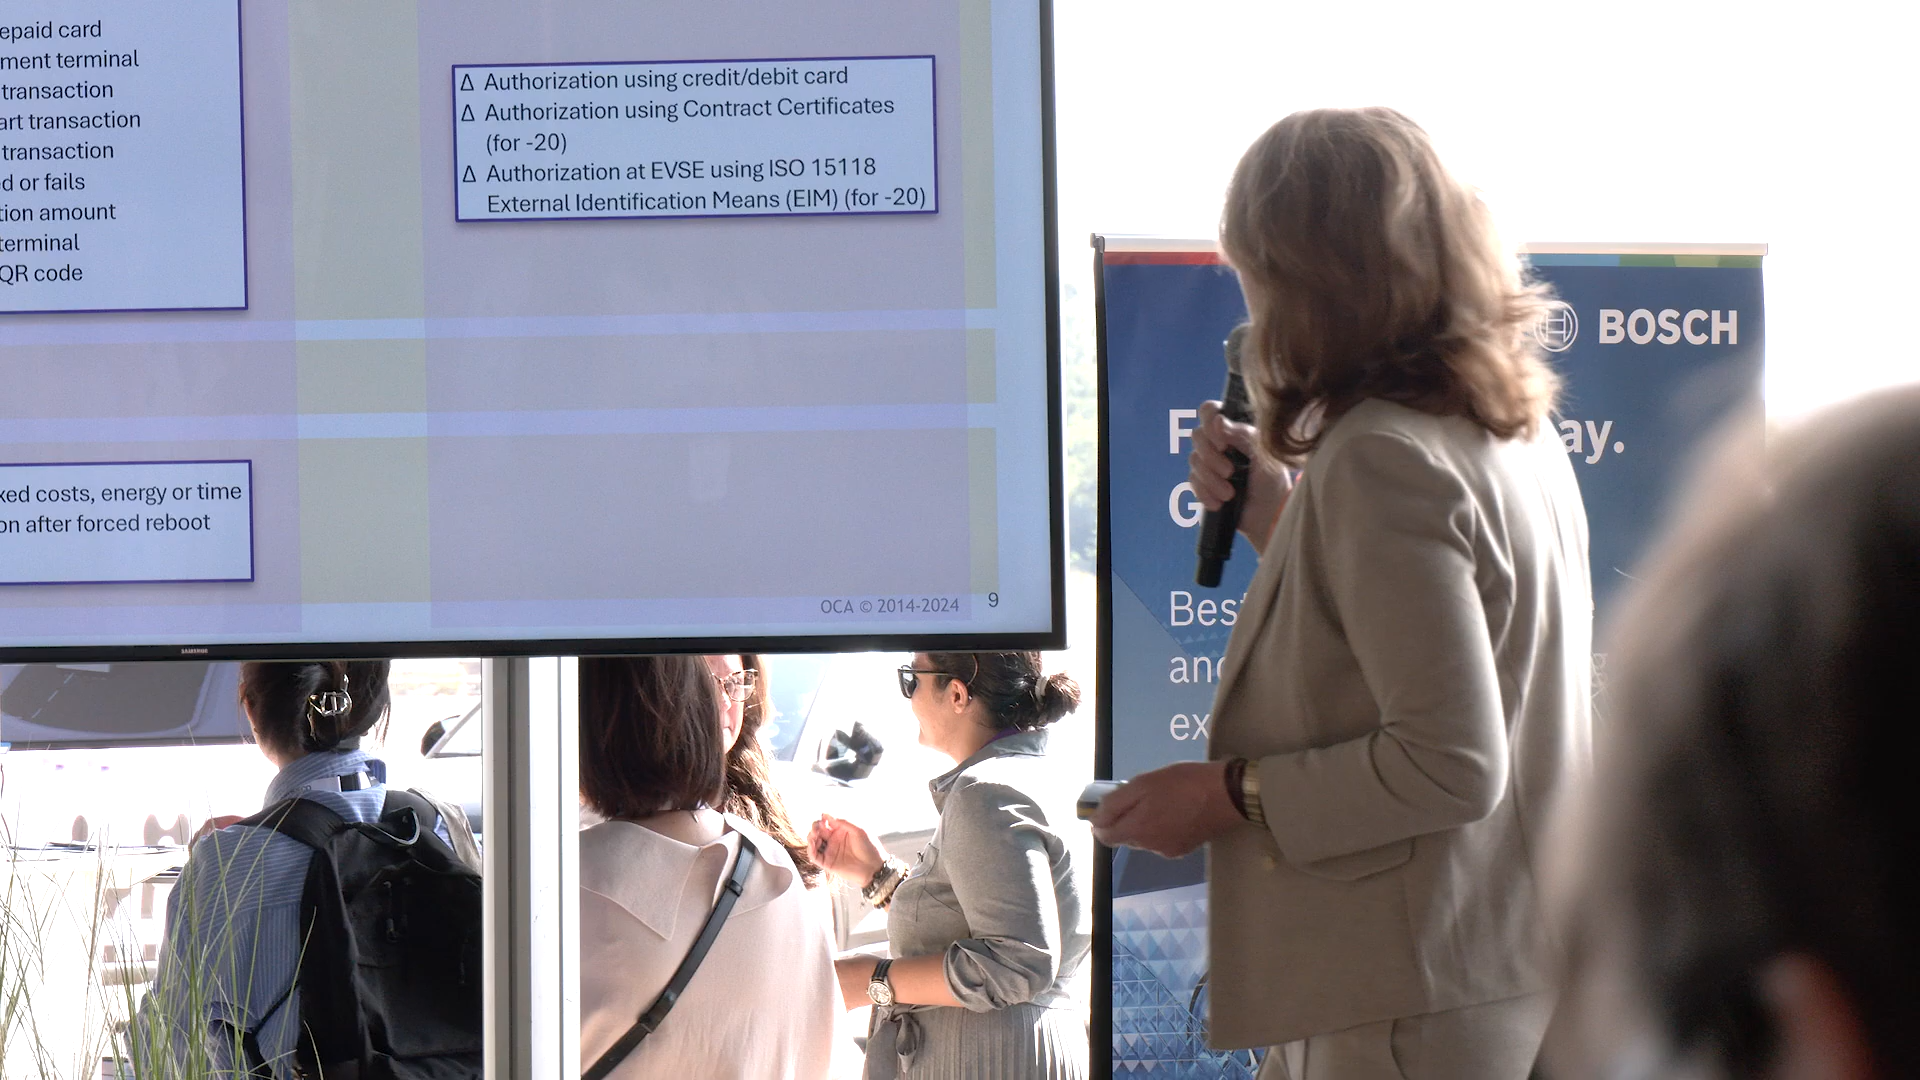 epaid card
ment terminal
transaction
art transaction
transaction
d or fails
tion amount
terminal
QR code
Δ Authorization using credit/debit card
Δ Authorization using Contract Certificates
(for -20)
Δ Authorization at EVSE using ISO 15118
External Identification Means (EIM) (for -20)
xed costs, energy or time
on after forced reboot
OCA © 2014-2024 9
SAMSUNG
BOSCH
F ay.
G
Bes
and
ex